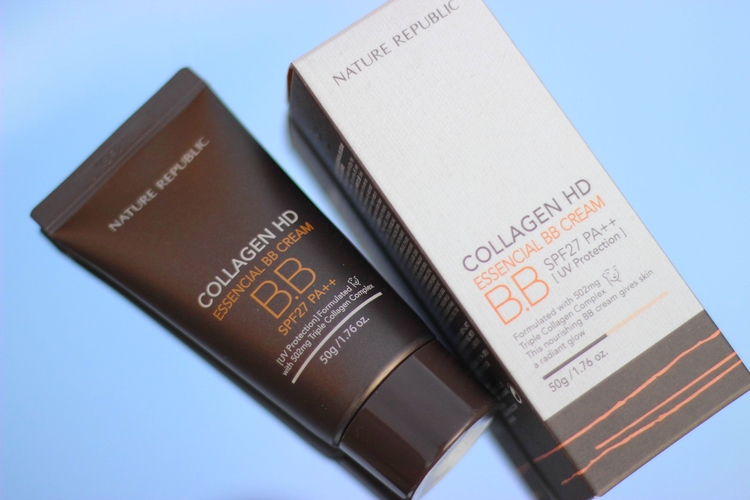 NATURE REPUBLIC
COLLAGEN HD
ESSENCIAL BB CREAM
B.B
SPF27 PA++
[UV Protection] Formulated
with 502mg Triple Collagen Complex
50g /1.76 oz.
NATURE REPUBLIC
COLLAGEN HD
ESSENCIAL BB CREAM
B.B
SPF27 PA++
[ UV Protection ]
Formulated with 502mg
Triple Collagen Complex
This nourishing BB cream gives skin
a radiant glow
50g /1.76 oz.